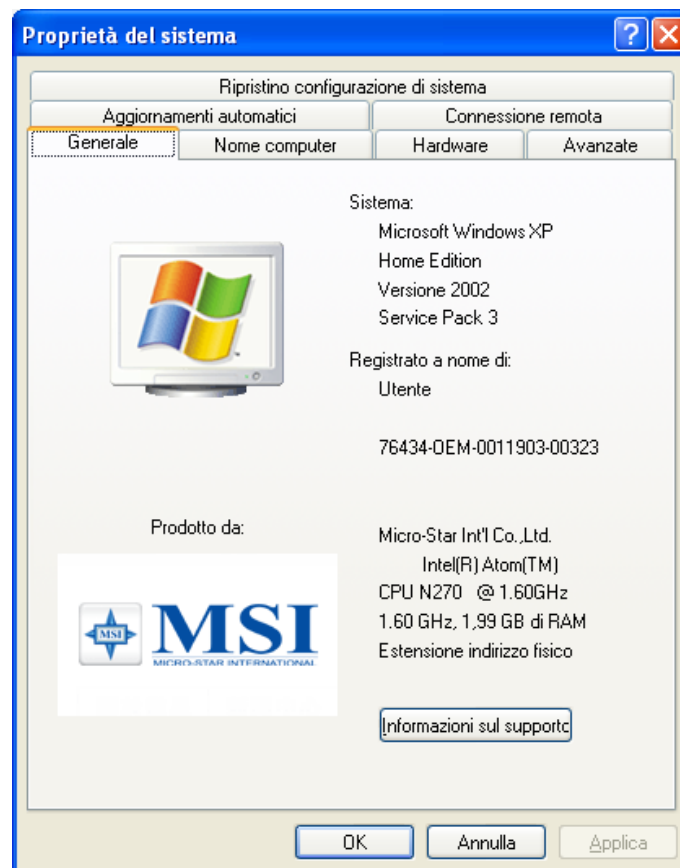 Proprietà del sistema
Ripristino configurazione di sistema
Aggiornamenti automatici
Connessione remota
Generale
Nome computer
Hardware
Avanzate
Sistema:
Microsoft Windows XP
Home Edition
Versione 2002
Service Pack 3
Registrato a nome di:
Utente
76434-OEM-0011903-00323
Prodotto da:
MSI
MSI
MICRO-STAR INTERNATIONAL
Micro-Star Int'l Co.,Ltd.
Intel(R) Atom(TM)
CPU N270 @ 1.60GHz
1.60 GHz, 1,99 GB di RAM
Estensione indirizzo fisico
Informazioni sul supporto
OK
Annulla
Applica